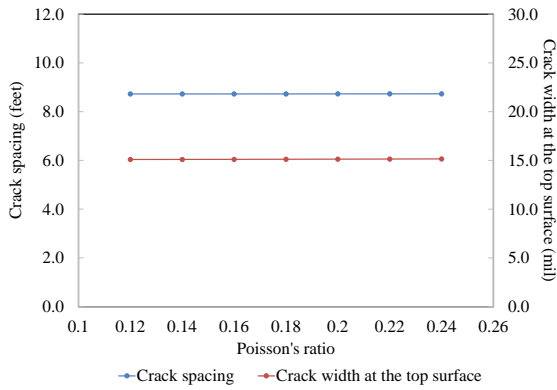 12.0
10.0
8.0
6.0
4.0
2.0
0.0
Crack spacing (feet)
30.0
25.0
20.0
15.0
10.0
5.0
0.0
Crack width at the top surface (mil)
0.1 0.12 0.14 0.16 0.18 0.2 0.22 0.24 0.26
Poisson's ratio
Crack spacing Crack width at the top surface